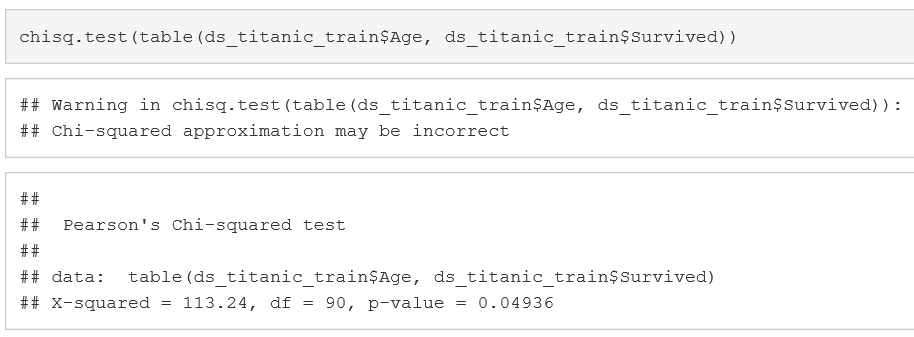 chisq.test(table(ds_titanic_train$Age, ds_titanic_train$Survived))
## Warning in chisq.test(table(ds_titanic_train$Age, ds_titanic_train$Survived)):
## Chi-squared approximation may be incorrect
##
##  Pearson's Chi-squared test
##
## data:  table(ds_titanic_train$Age, ds_titanic_train$Survived)
## X-squared = 113.24, df = 90, p-value = 0.04936